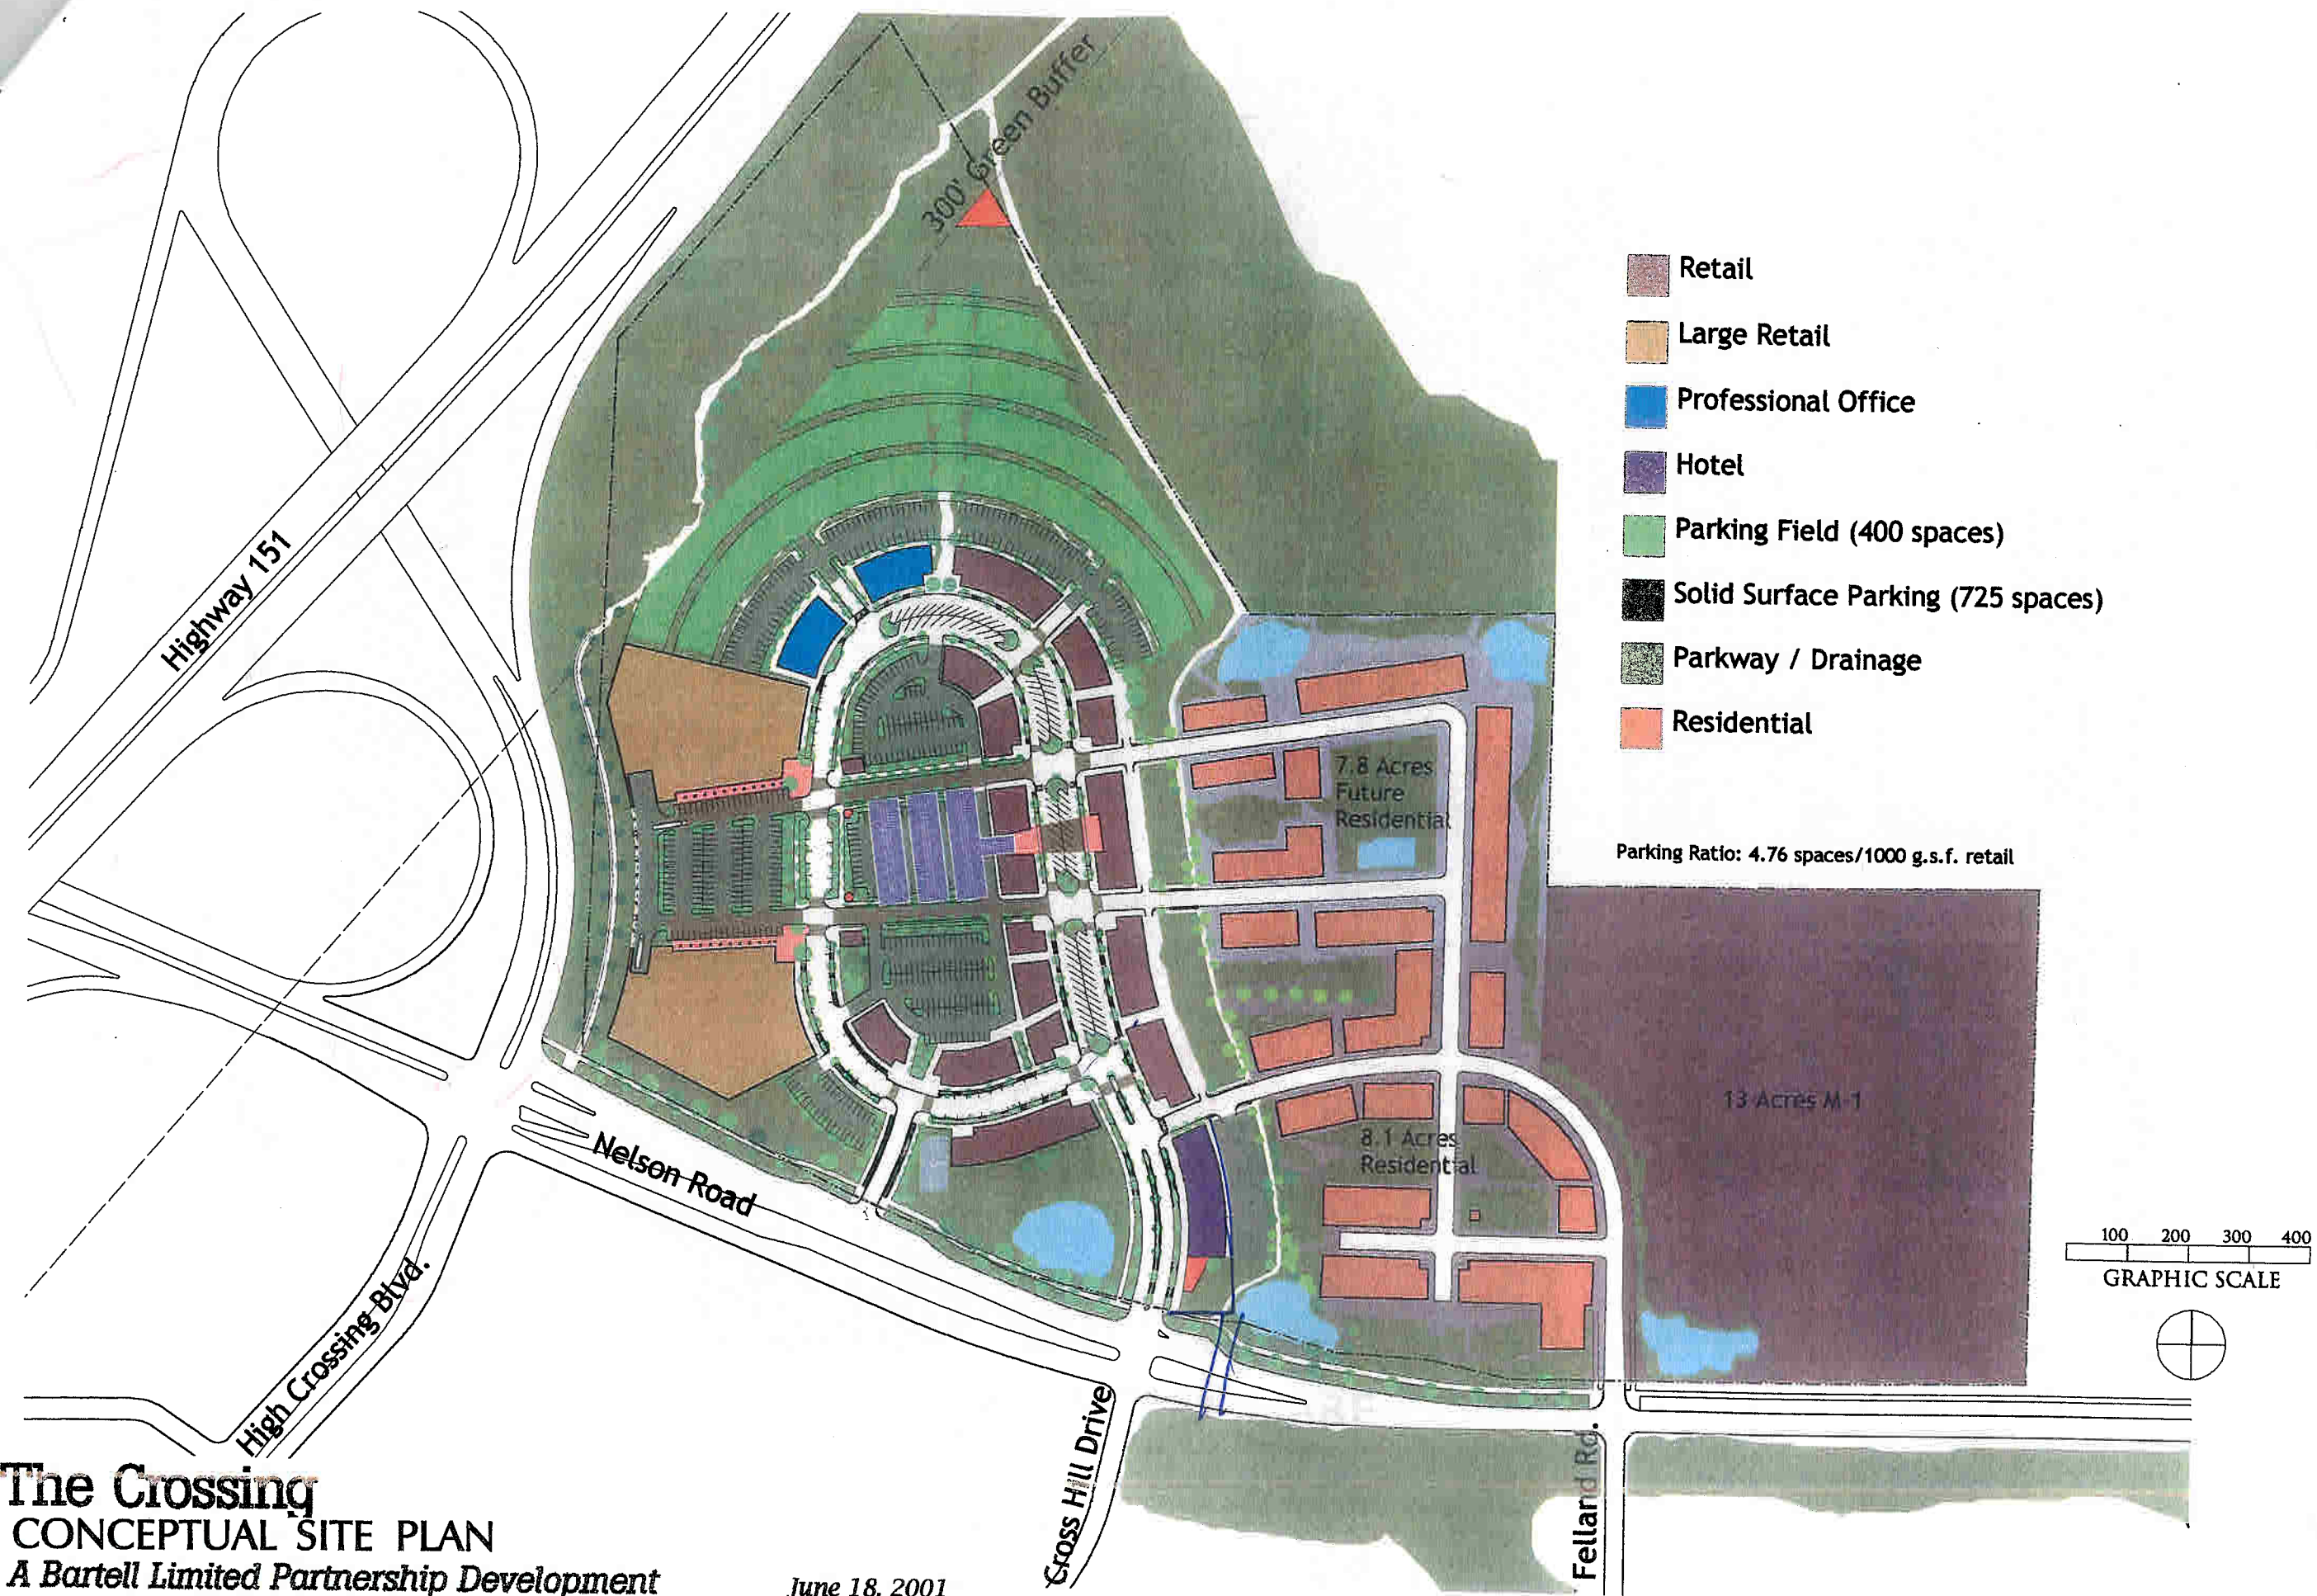 300' Green Buffer
Retail
Large Retail
Professional Office
Hotel
Parking Field (400 spaces)
Solid Surface Parking (725 spaces)
Parkway / Drainage
Residential
Highway 151
7.8 Acres
Future
Residential
Parking Ratio: 4.76 spaces/1000 g.s.f. retail
13 Acres M-1
8.1 Acres
Residential
Nelson Road
High Crossing Blvd.
100 200 300 400
GRAPHIC SCALE
Cross Hill Drive
Felland Rd.
The Crossing
CONCEPTUAL SITE PLAN
A Bartell Limited Partnership Development
June 18, 2001